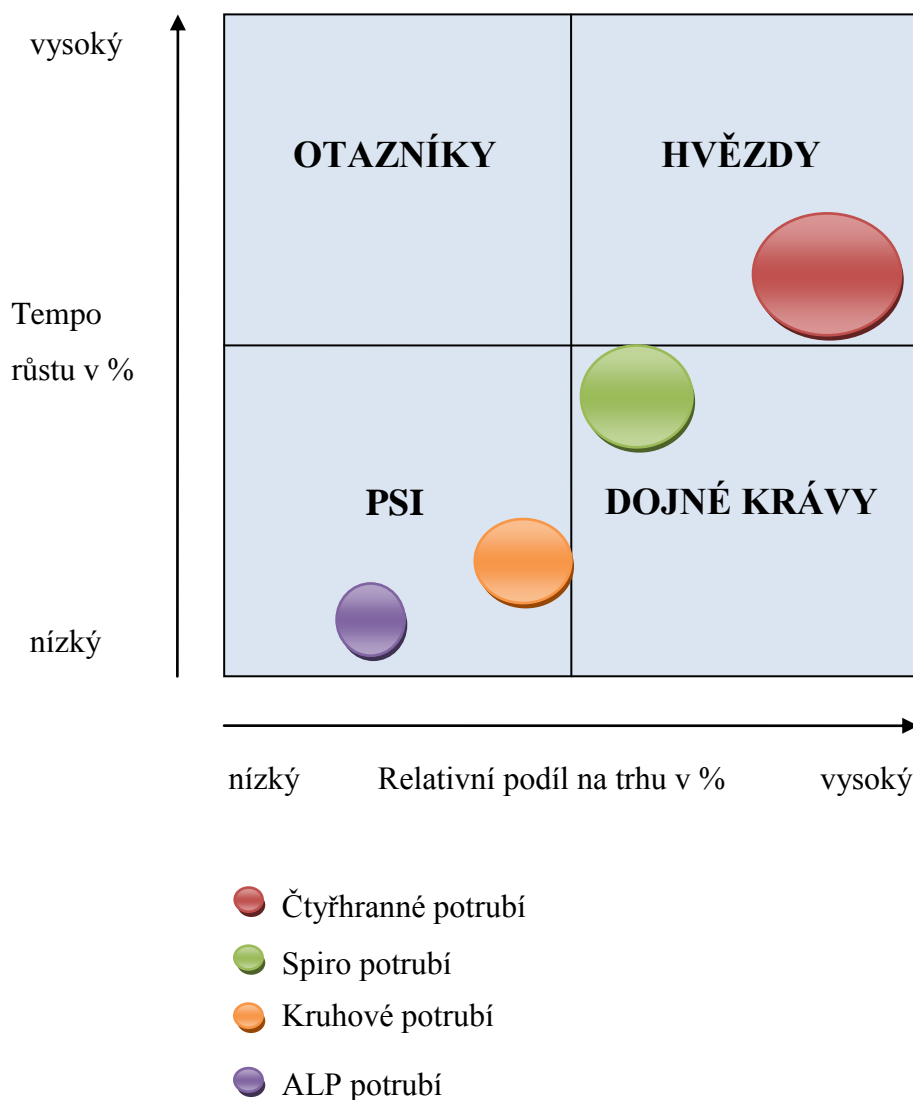 vysoký
OTAZNÍKY
HVĚZDY
Tempo
růstu v %
PSI
DOJNÉ KRÁVY
nízký
nízký
Relativní podíl na trhu v %
vysoký
Čtyřhranné potrubí
Spiro potrubí
Kruhové potrubí
ALP potrubí